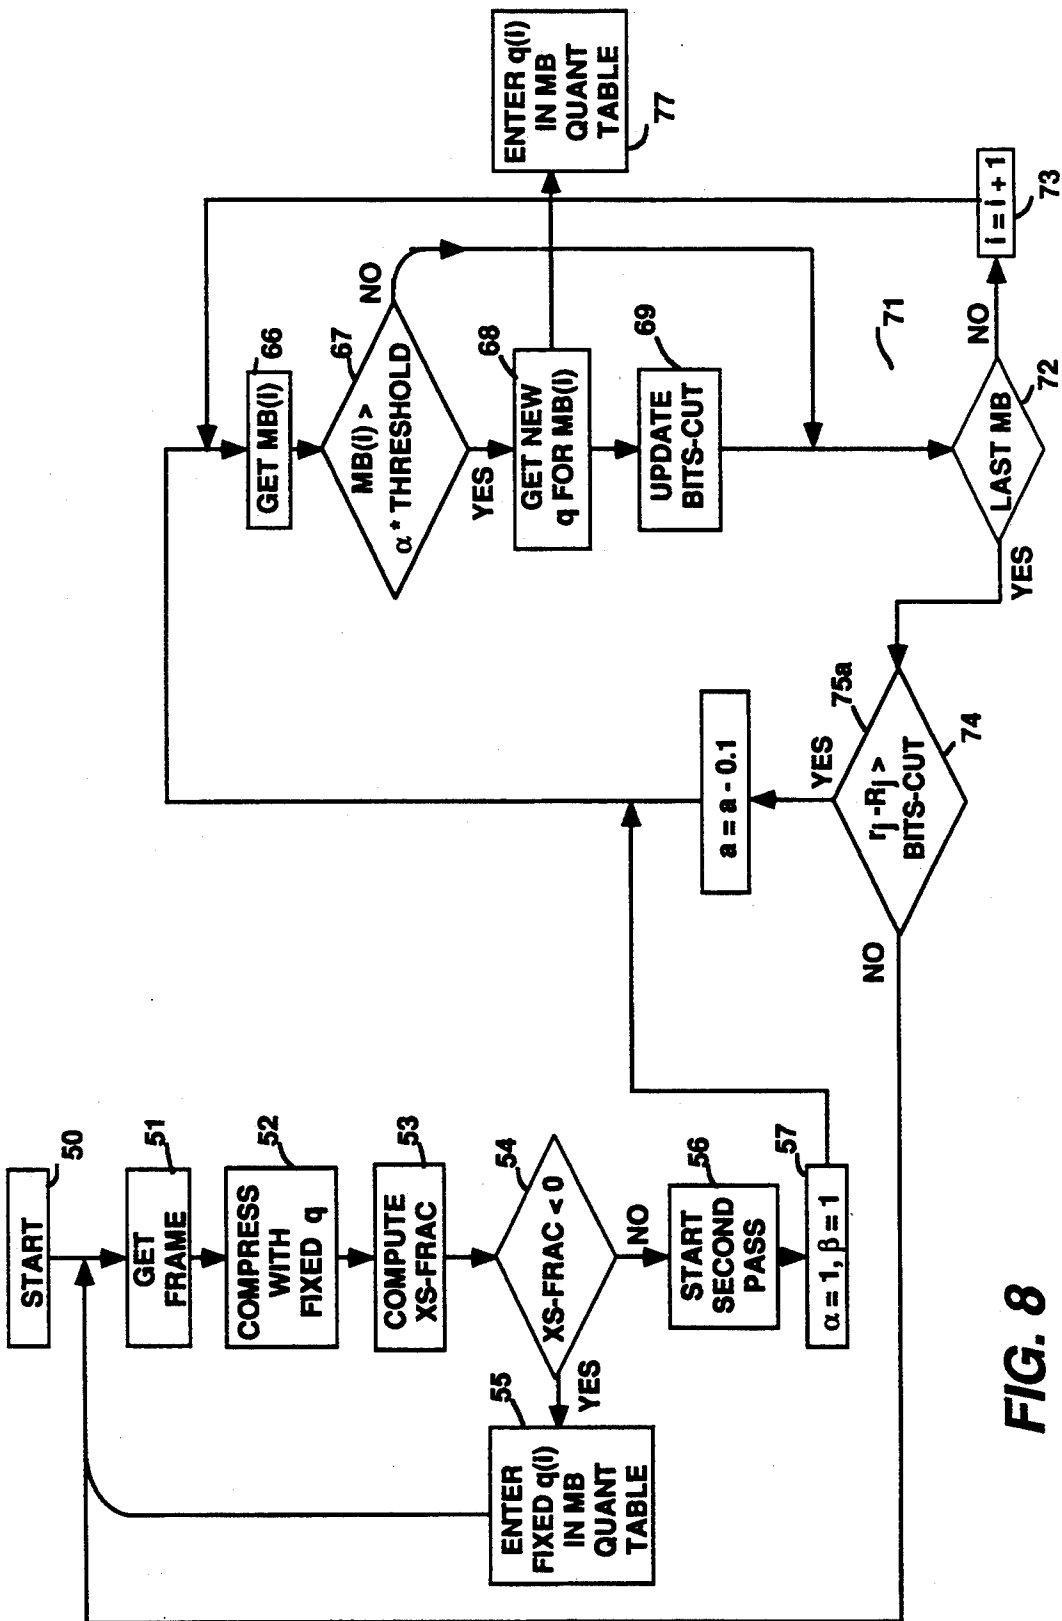 START
50
GET
FRAME
51
COMPRESS
WITH
FIXED q
52
COMPUTE
XS-FRAC
53
XS-FRAC < 0
54
YES
NO
ENTER
FIXED q(i)
IN MB
QUANT
TABLE
55
START
SECOND
PASS
56
α = 1, β = 1
57
GET MB(i)
66
MB(i) >
α * THRESHOLD
67
NO
YES
GET NEW
q FOR MB(i)
68
ENTER q(i)
IN MB
QUANT
TABLE
77
UPDATE
BITS-CUT
69
71
LAST MB
72
NO
YES
i = i + 1
73
rj -Rj >
BITS-CUT
74
75a
YES
NO
a = a - 0.1
FIG. 8